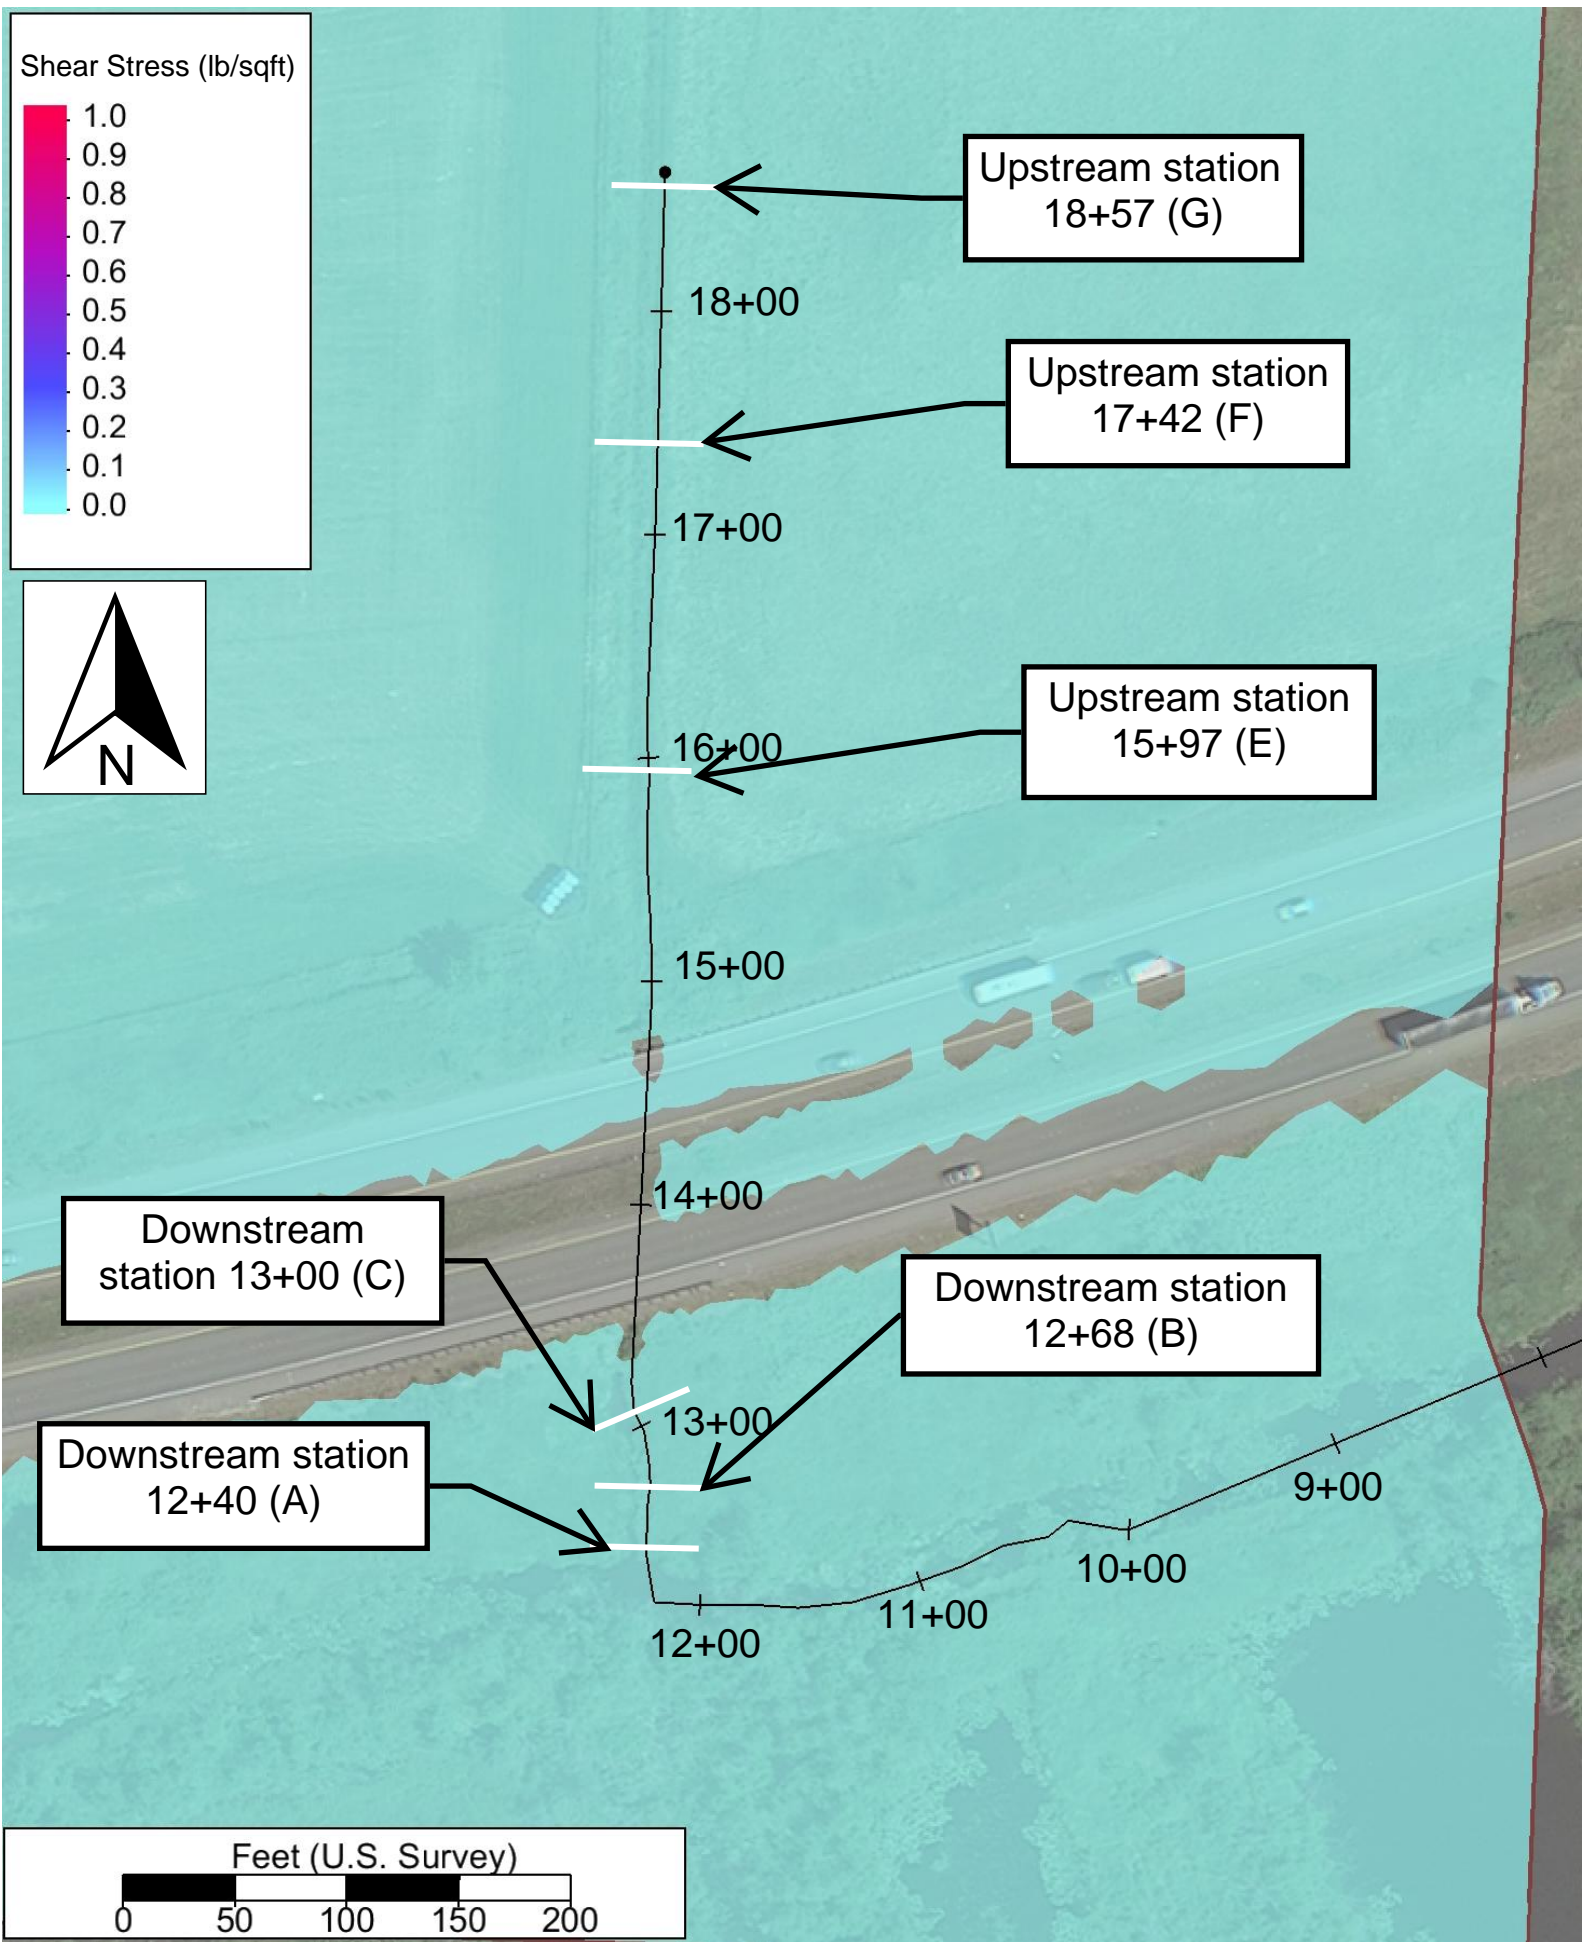 Shear Stress (lb/sqft)
1.0
0.9
0.8
0.7
0.6
0.5
0.4
0.3
0.2
0.1
0.0
N
Upstream station
18+57 (G)
18+00
Upstream station
17+42 (F)
17+00
Upstream station
15+97 (E)
16+00
15+00
14+00
Downstream
station 13+00 (C)
Downstream station
12+68 (B)
13+00
Downstream station
12+40 (A)
9+00
10+00
11+00
12+00
Feet (U.S. Survey)
0 50 100 150 200